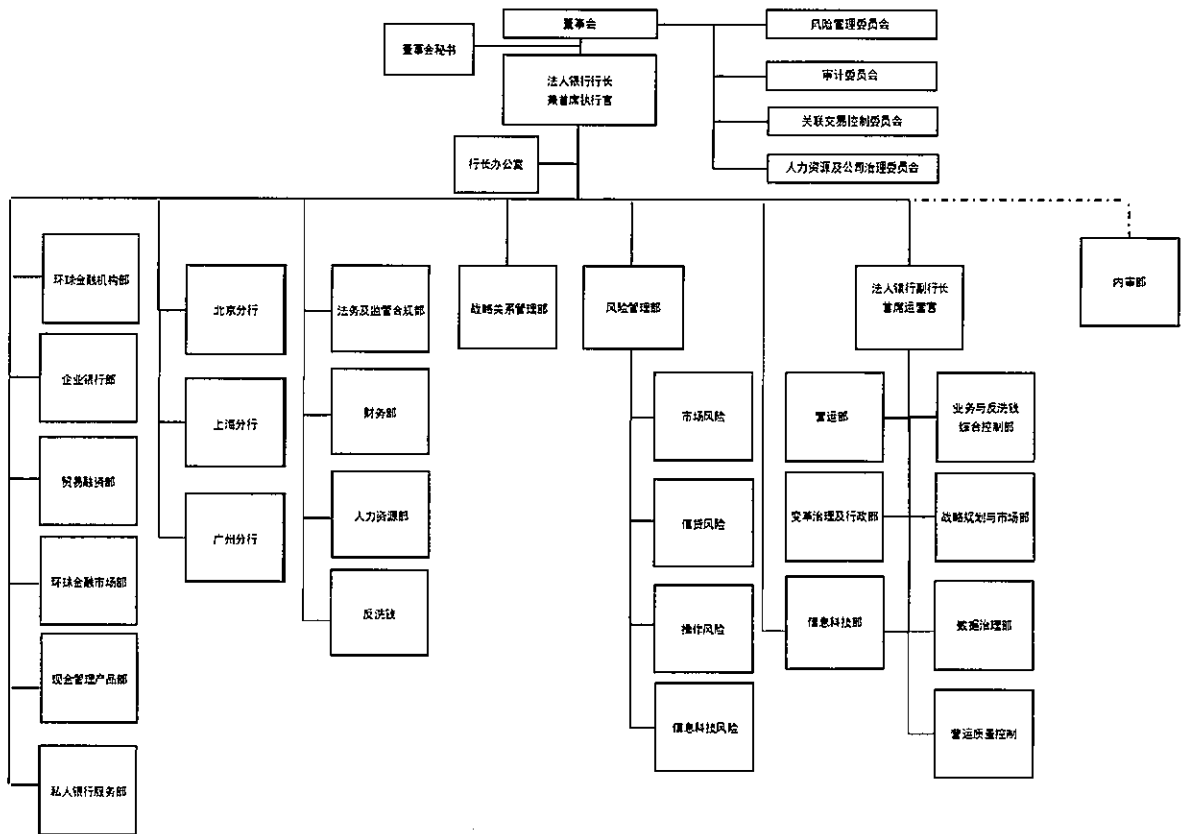 董事会
风险管理委员会
董事会秘书
审计委员会
法人银行行长
兼首席执行官
关联交易控制委员会
行长办公室
人力资源及公司治理委员会
环球金融机构部
北京分行
法务及监管合规部
战略关系管理部
风险管理部
法人银行副行长
首席运营官
内审部
企业银行部
上海分行
财务部
市场风险
营运部
业务与反洗钱
综合控制部
贸易融资部
广州分行
人力资源部
信贷风险
变革治理及行政部
战略规划与市场部
环球金融市场部
反洗钱
操作风险
信息科技部
数据治理部
现金管理产品部
信息科技风险
营运质量控制
私人银行服务部